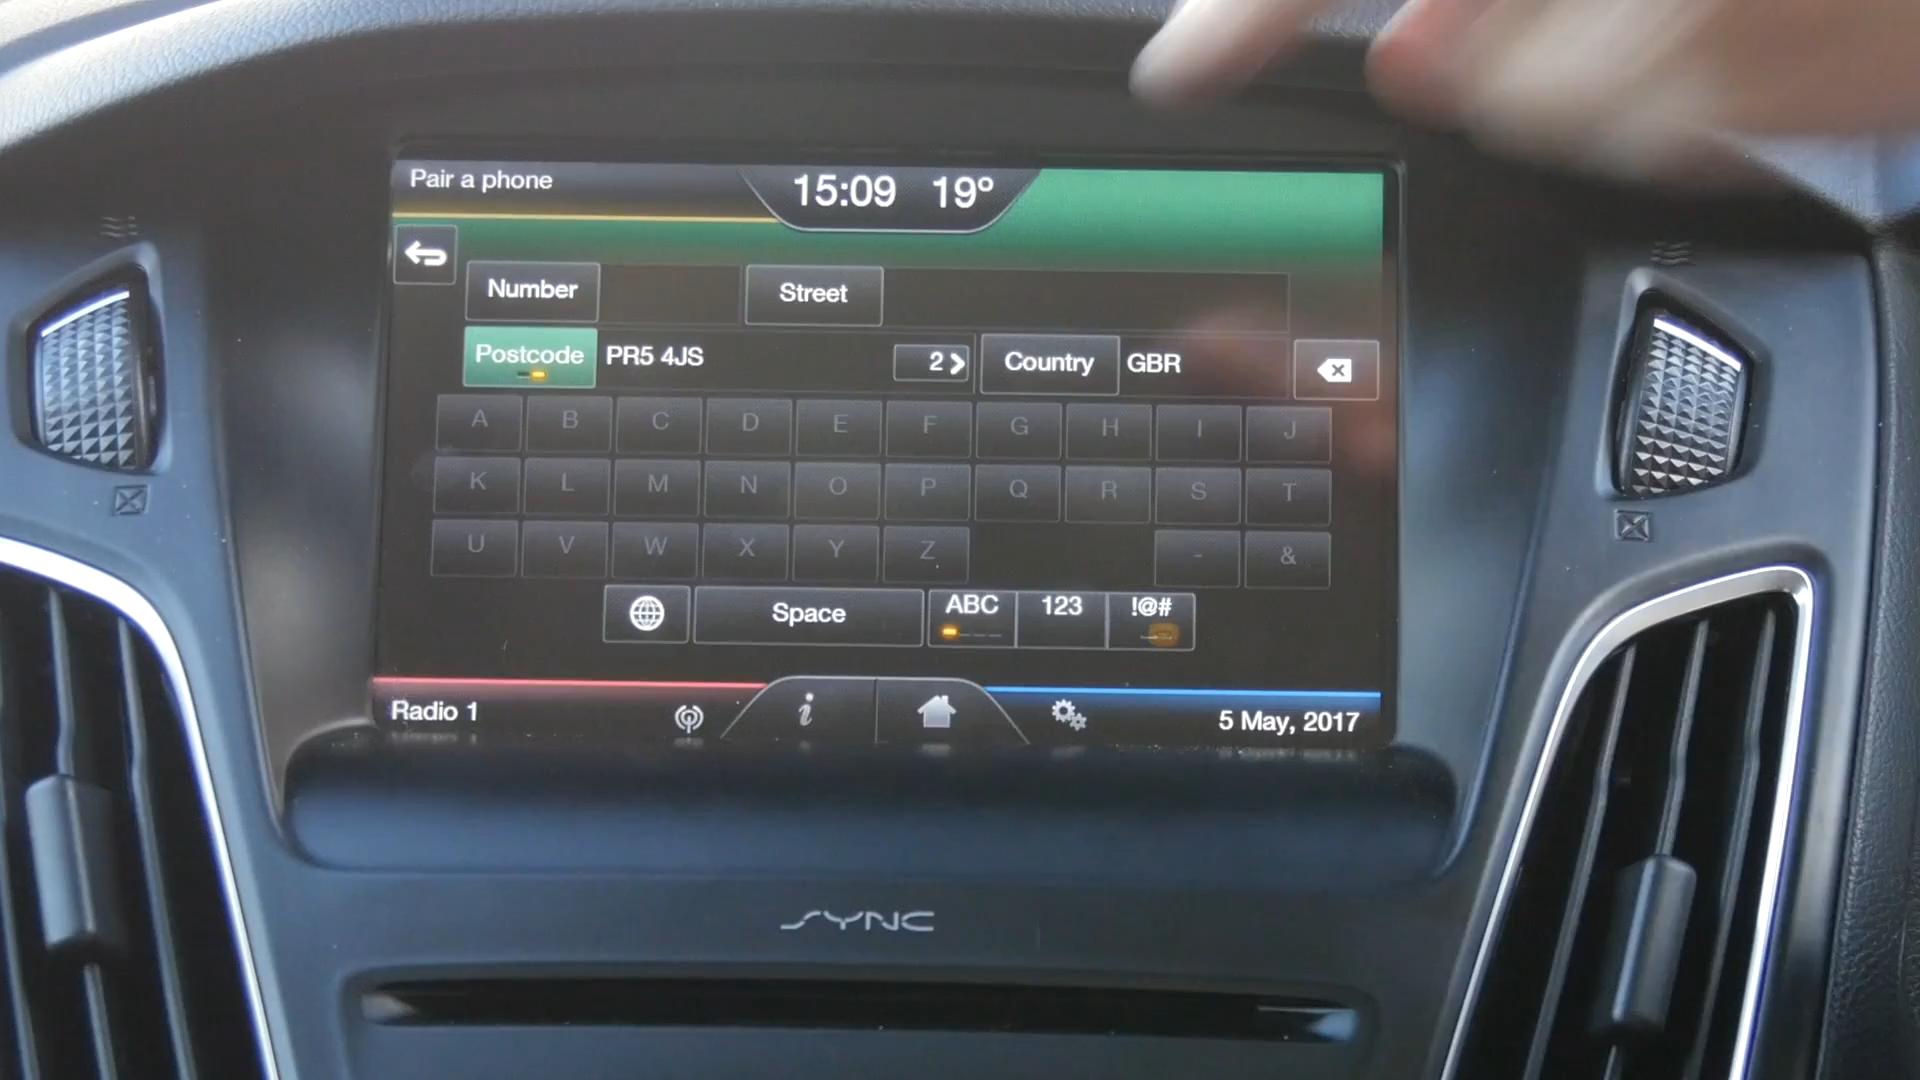 Pair a phone 15:09 19°
Number Street
Postcode PR5 4JS 2 Country GBR
A B C D E F G H I J
K L M N O P Q R S T
U V W X Y Z - &
Space ABC 123 !@#
Radio 1 i 5 May, 2017
SYNC